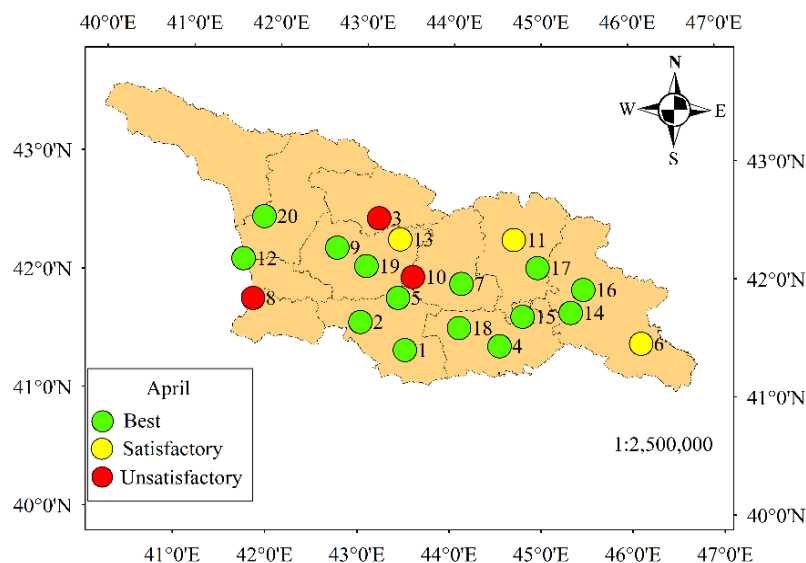 40°0'E 41°0'E 42°0'E 43°0'E 44°0'E 45°0'E 46°0'E 47°0'E
N
W E
S
43°0'N 43°0'N
20 3
13 11
9
12 19 10 17
42°0'N 42°0'N
7 16
8 5
2 18 15 14
1 4 6
41°0'N 41°0'N
April
Best
Satisfactory 1:2,500,000
Unsatisfactory
40°0'N 40°0'N
41°0'E 42°0'E 43°0'E 44°0'E 45°0'E 46°0'E 47°0'E